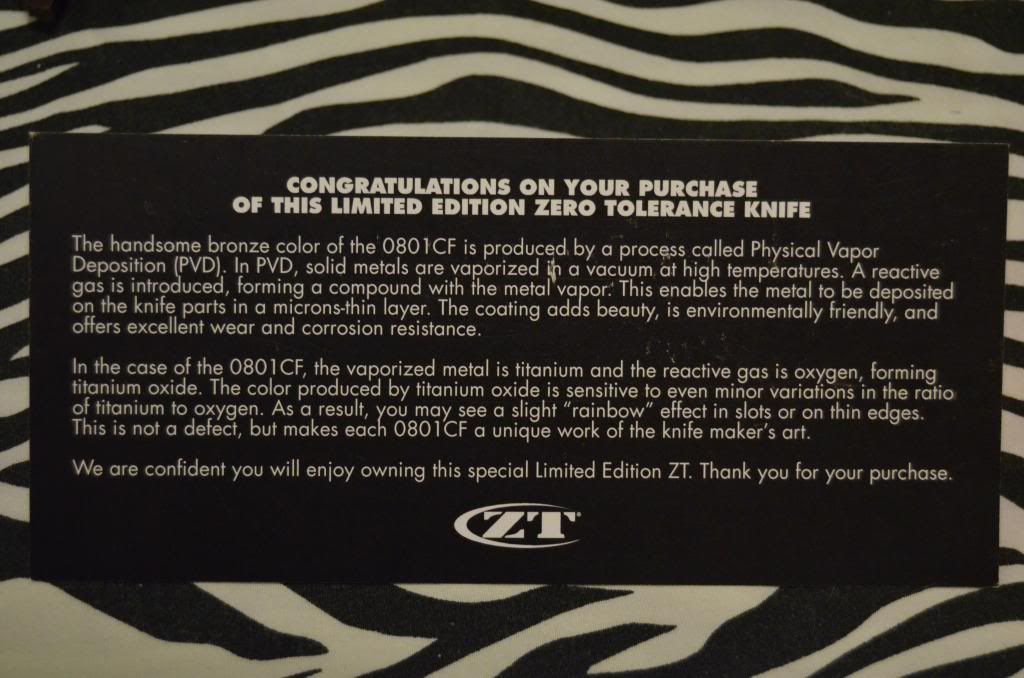 CONGRATULATIONS ON YOUR PURCHASE
OF THIS LIMITED EDITION ZERO TOLERANCE KNIFE
The handsome bronze color of the 0801CF is produced by a process called Physical Vapor
Deposition (PVD). In PVD, solid metals are vaporized in a vacuum at high temperatures. A reactive
gas is introduced, forming a compound with the metal vapor. This enables the metal to be deposited
on the knife parts in a microns-thin layer. The coating adds beauty, is environmentally friendly, and
offers excellent wear and corrosion resistance.
In the case of the 0801CF, the vaporized metal is titanium and the reactive gas is oxygen, forming
titanium oxide. The color produced by titanium oxide is sensitive to even minor variations in the ratio
of titanium to oxygen. As a result, you may see a slight "rainbow" effect in slots or on thin edges.
This is not a defect, but makes each 0801CF a unique work of the knife maker's art.
We are confident you will enjoy owning this special Limited Edition ZT. Thank you for your purchase.
ZT®